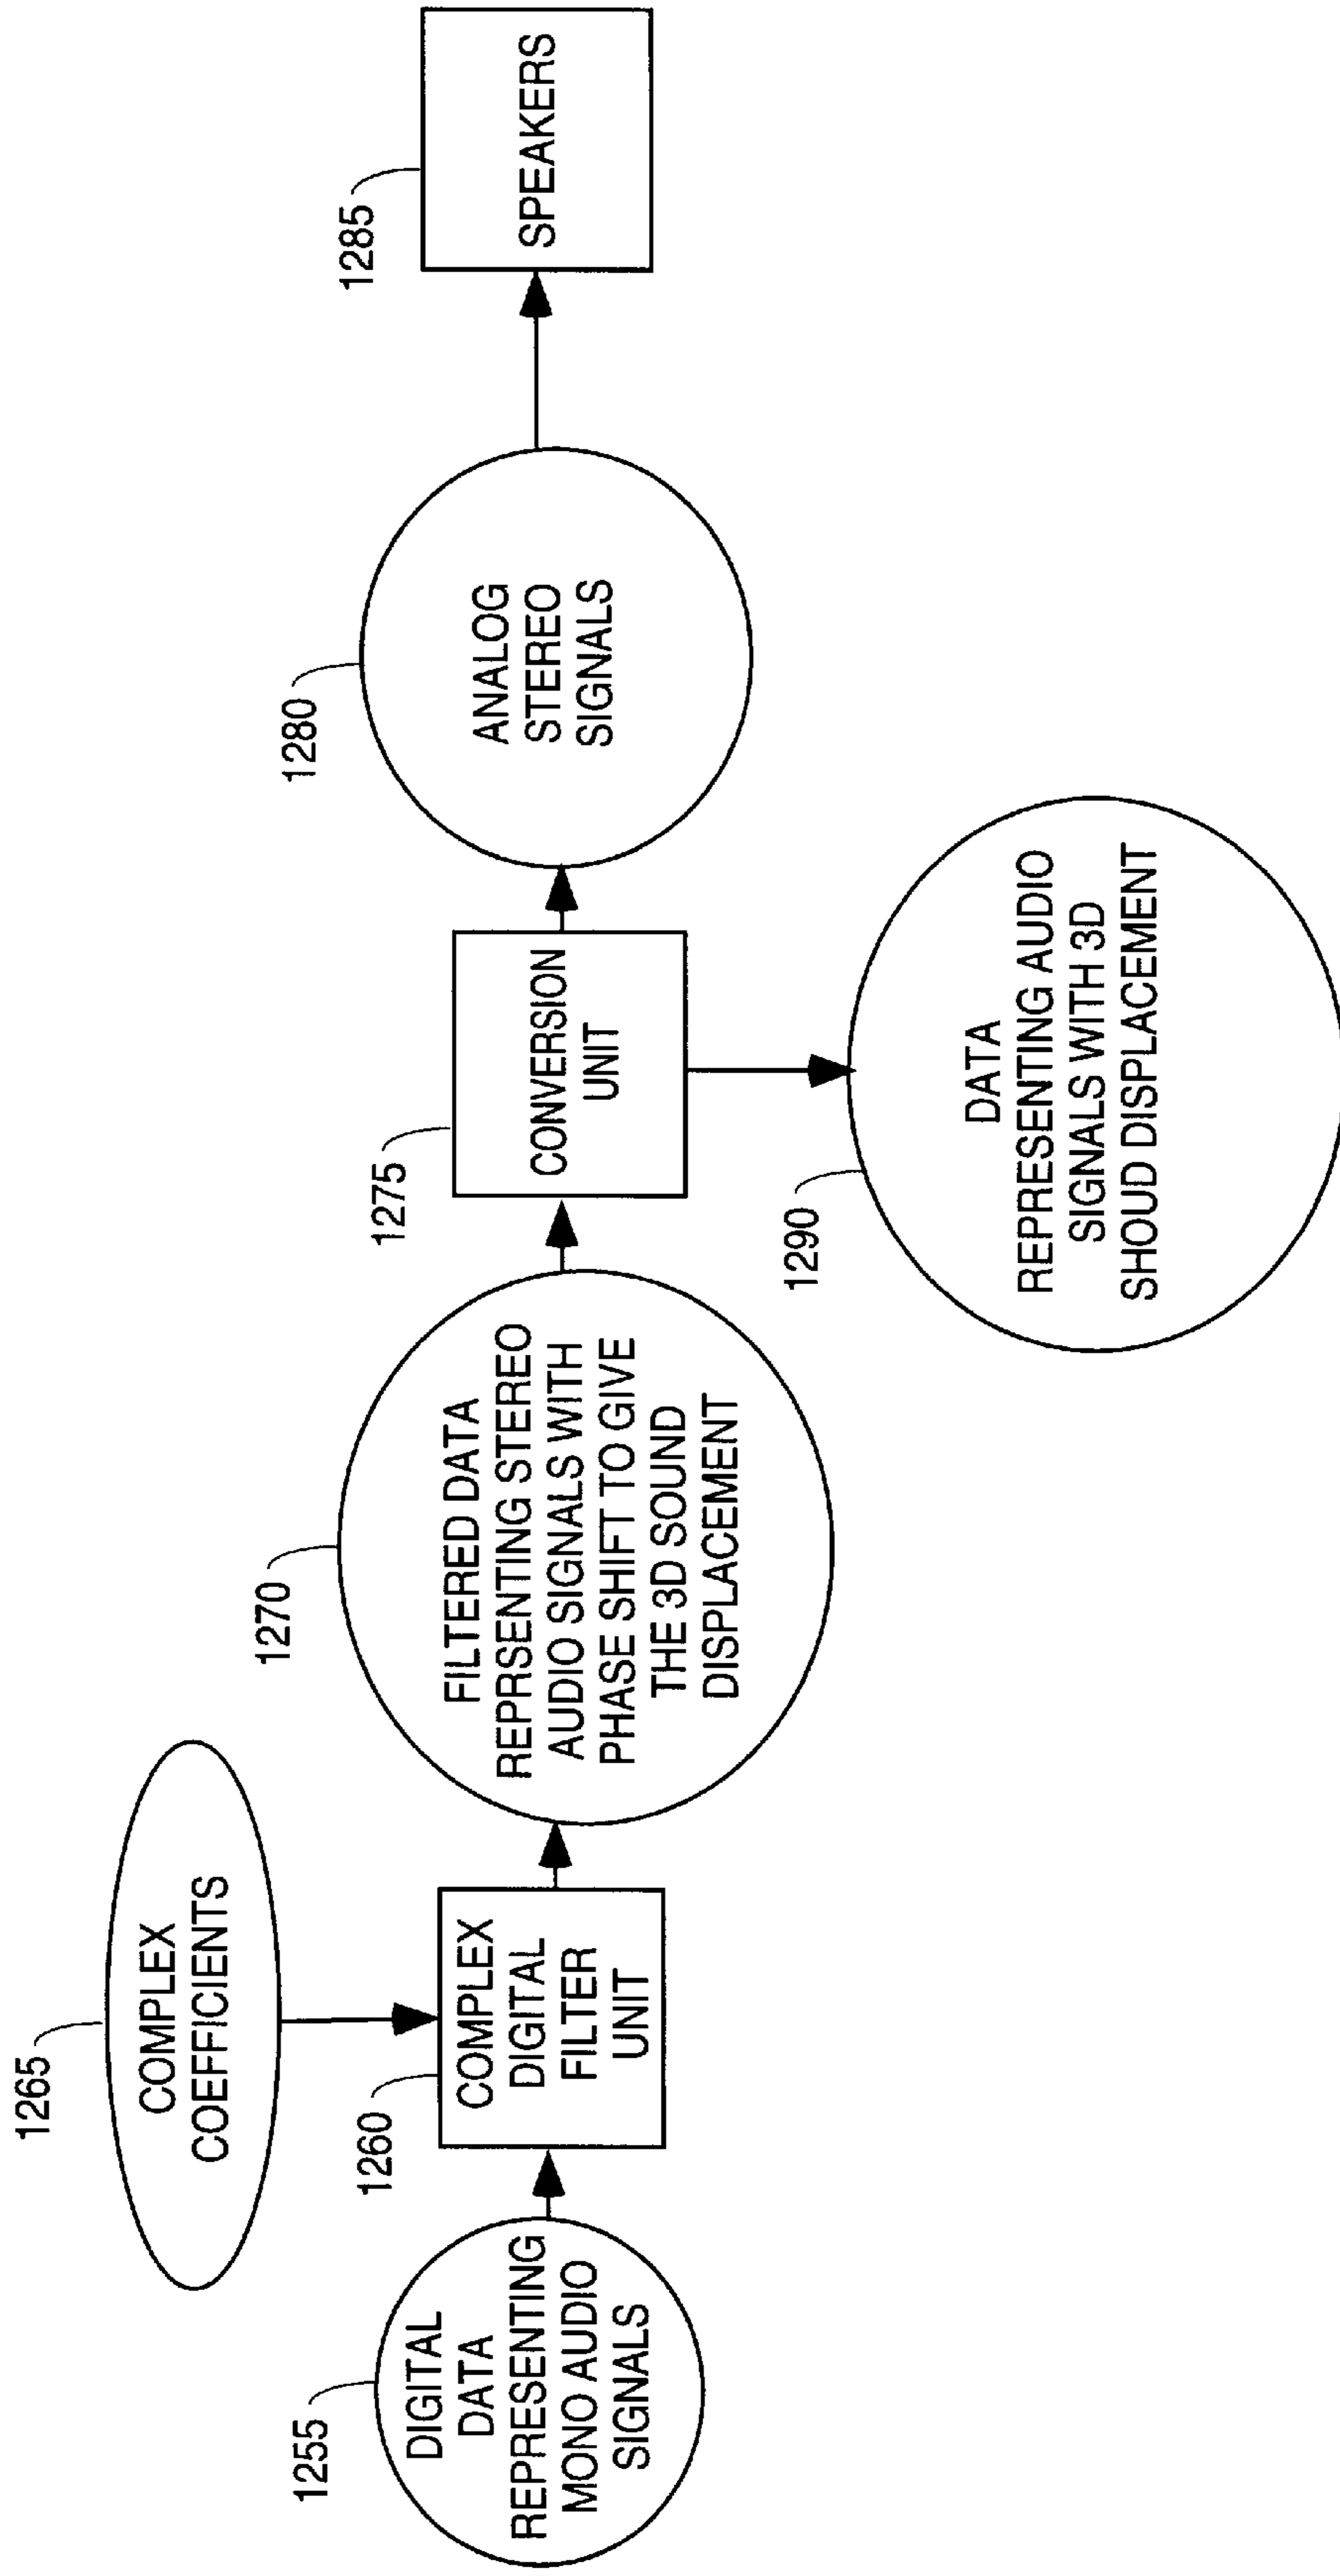 1265
COMPLEX
COEFFICIENTS
1255
DIGITAL
DATA
REPRESENTING
MONO AUDIO
SIGNALS
1260
COMPLEX
DIGITAL
FILTER
UNIT
1270
FILTERED DATA
REPRSENTING STEREO
AUDIO SIGNALS WITH
PHASE SHIFT TO GIVE
THE 3D SOUND
DISPLACEMENT
1275
CONVERSION
UNIT
1280
ANALOG
STEREO
SIGNALS
1285
SPEAKERS
1290
DATA
REPRESENTING AUDIO
SIGNALS WITH 3D
SHOUD DISPLACEMENT